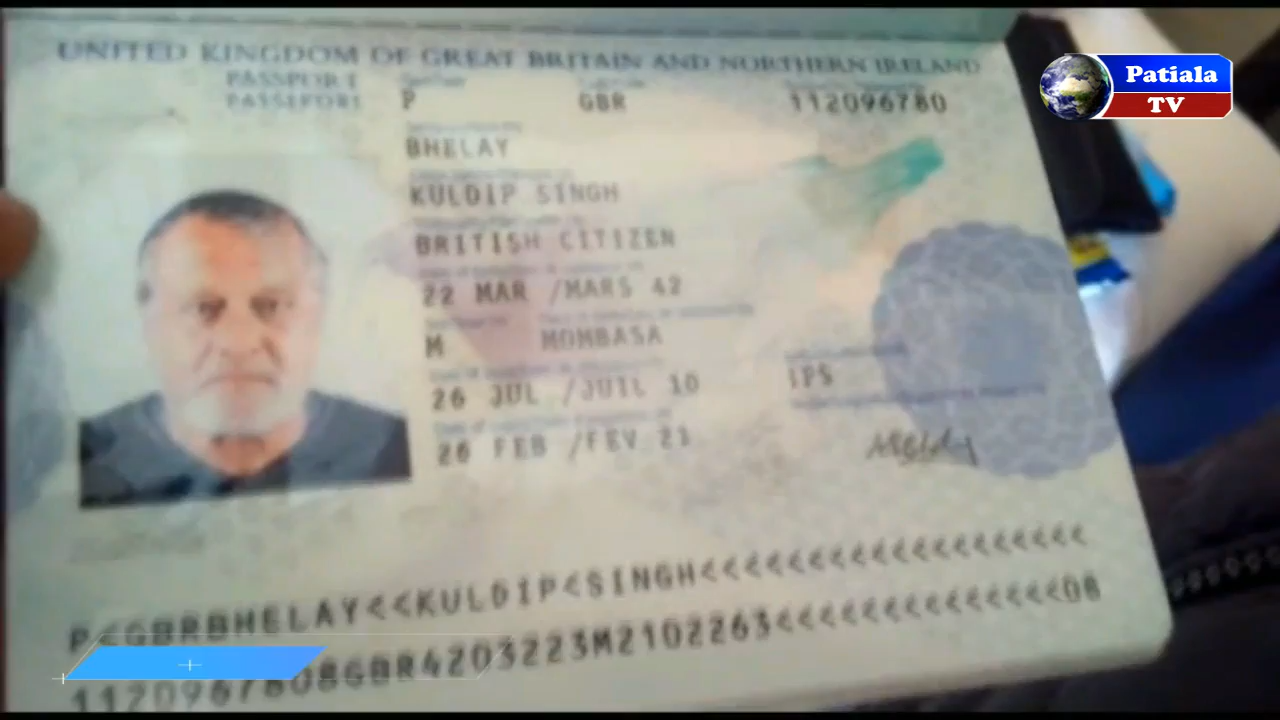 UNITED KINGDOM OF GREAT BRITAIN AND NORTHERN IRELAND
PASSPORT
PASSEPORT
P GBR 112096780
BHELAY
KULDIP SINGH
BRITISH CITIZEN
22 MAR /MARS 42
M MOMBASA
26 JUL /JUIL 10
IPS
26 FEB /FEV 21
P<GBRBHELAY<<KULDIP<SINGH<<<<<<<<<<<<<<<<<<<
1120967808GBR4203223M2102263<<<<<<<<<<<<<<08
Patiala
TV